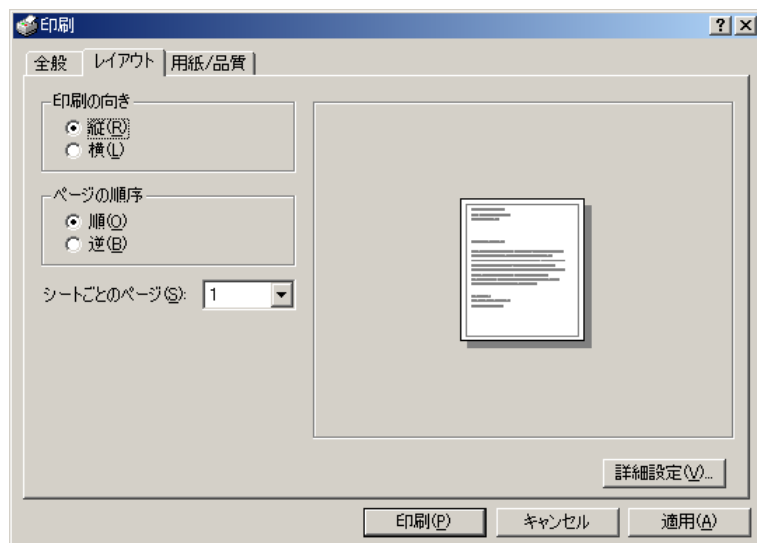 印刷
全般 レイアウト 用紙/品質
印刷の向き
縦(R)
横(L)
ページの順序
順(O)
逆(B)
シートごとのページ(S): 1
詳細設定(V)...
印刷(P) キャンセル 適用(A)